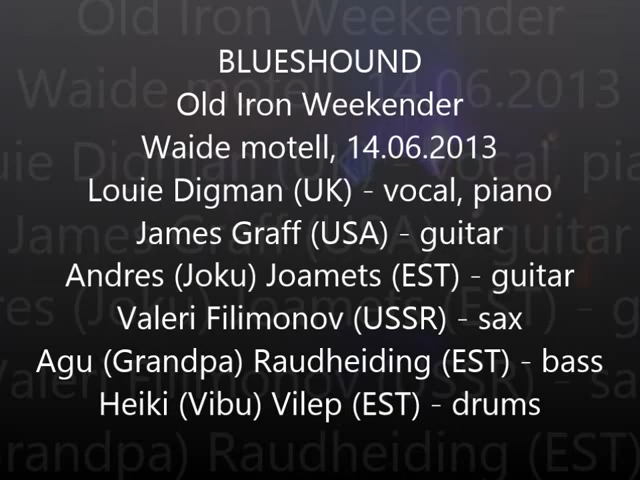 BLUESHOUND
Old Iron Weekender
Waide motell, 14.06.2013
Louie Digman (UK) - vocal, piano
James Graff (USA) - guitar
Andres (Joku) Joamets (EST) - guitar
Valeri Filimonov (USSR) - sax
Agu (Grandpa) Raudheiding (EST) - bass
Heiki (Vibu) Vilep (EST) - drums